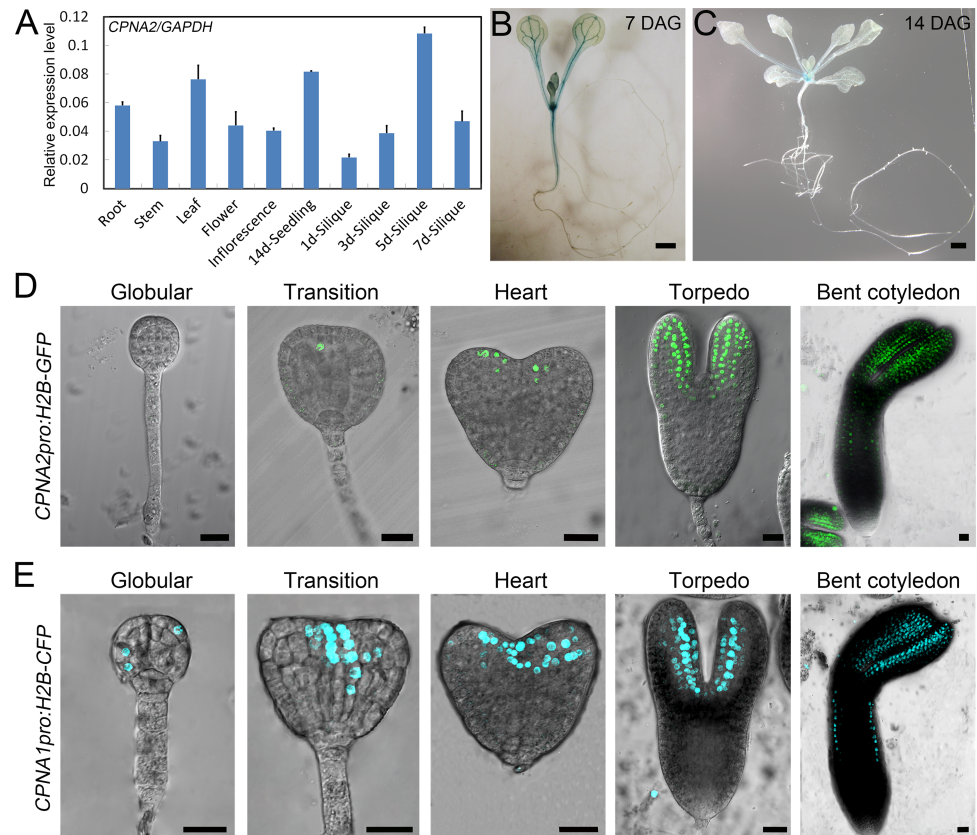 A
CPNA2/GAPDH
Relative expression level
0.12
0.1
0.08
0.06
0.04
0.02
0
Root
Stem
Leaf
Flower
Inflorescence
14d-Seedling
1d-Silique
3d-Silique
5d-Silique
7d-Silique
B
7 DAG
C
14 DAG
D
Globular
Transition
Heart
Torpedo
Bent cotyledon
CPNA2pro:H2B-GFP
E
Globular
Transition
Heart
Torpedo
Bent cotyledon
CPNA1pro:H2B-CFP